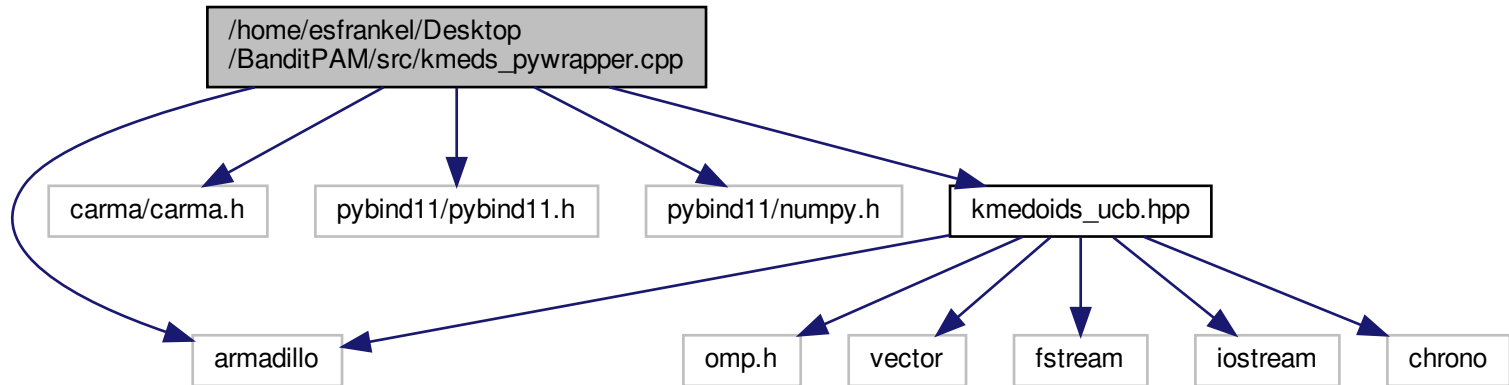 /home/esfrankel/Desktop
/BanditPAM/src/kmeds_pywrapper.cpp
carma/carma.h
pybind11/pybind11.h
pybind11/numpy.h
kmedoids_ucb.hpp
armadillo
omp.h
vector
fstream
iostream
chrono